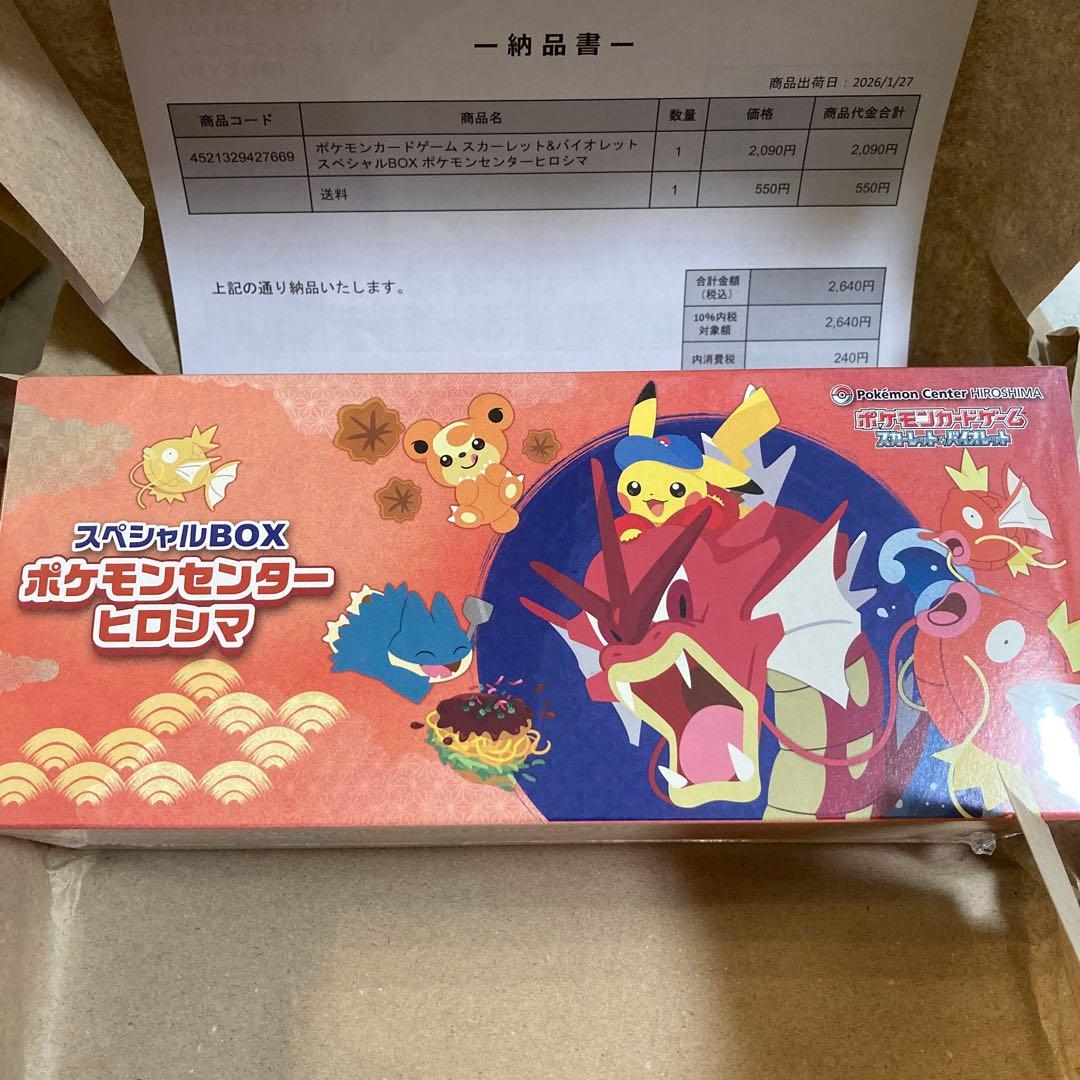 ー納品書ー
商品出荷日：2026/1/27
商品コード 商品名 数量 価格 商品代金合計
4521329427669 ポケモンカードゲーム スカーレット&バイオレット 1 2,090円 2,090円
スペシャルBOX ポケモンセンターヒロシマ
送料 1 550円 550円
上記の通り納品いたします。
合計金額 2,640円
（税込）
10%内税 2,640円
対象額
内消費税 240円
Pokémon Center HIROSHIMA
ポケモンカードゲーム
スカーレット&バイオレット
スペシャルBOX
ポケモンセンター
ヒロシマ